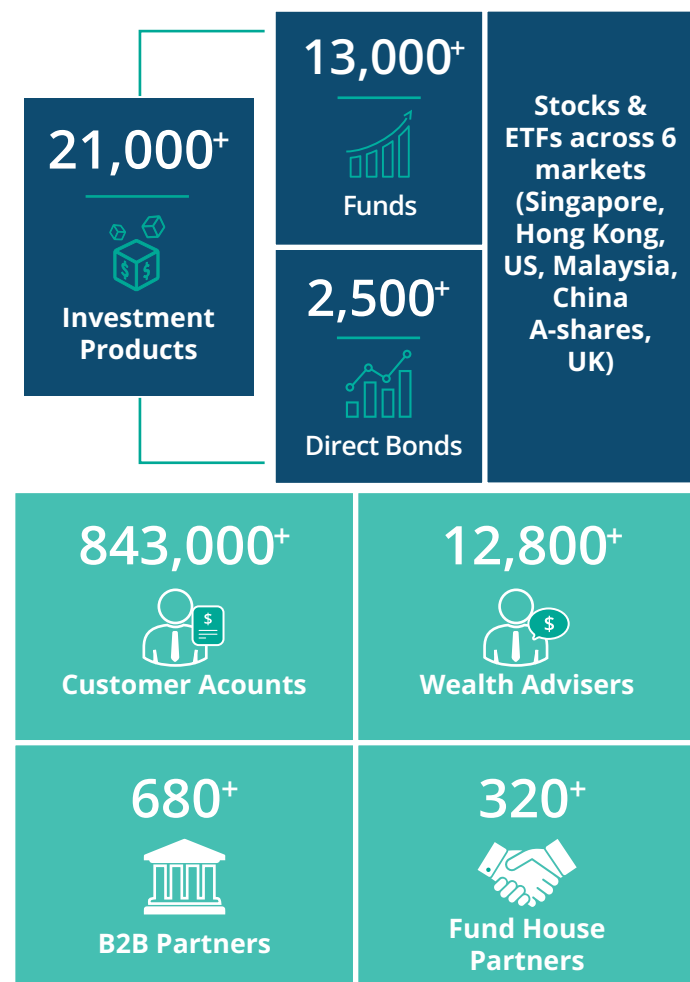 21,000+
Investment
Products
13,000+
Funds
2,500+
Direct Bonds
Stocks &
ETFs across 6
markets
(Singapore,
Hong Kong,
US, Malaysia,
China
A-shares,
UK)
843,000+
$
Customer Acounts
12,800+
$
Wealth Advisers
680+
B2B Partners
320+
Fund House
Partners